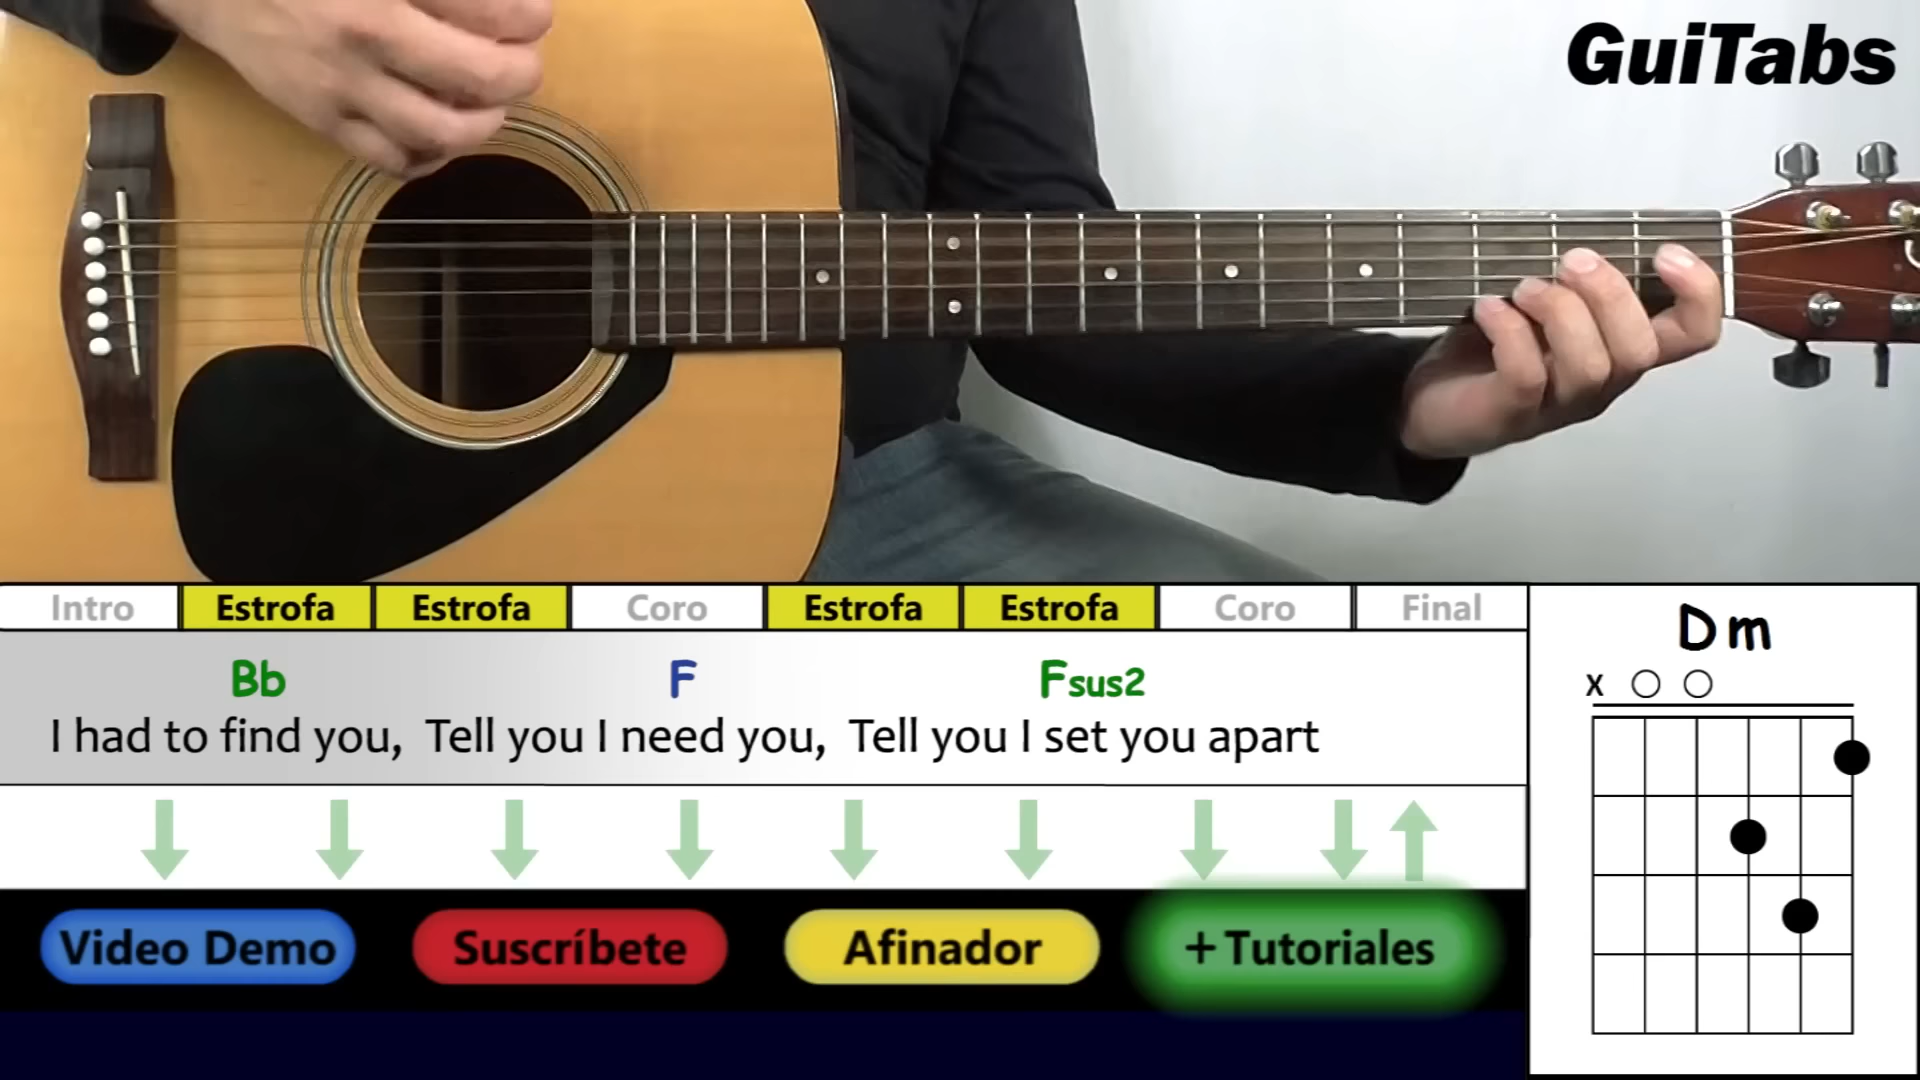 GuiTabs
Intro Estrofa Estrofa Coro Estrofa Estrofa Coro Final
Bb F Fsus2
I had to find you, Tell you I need you, Tell you I set you apart
Video Demo Suscríbete Afinador + Tutoriales
Dm
x